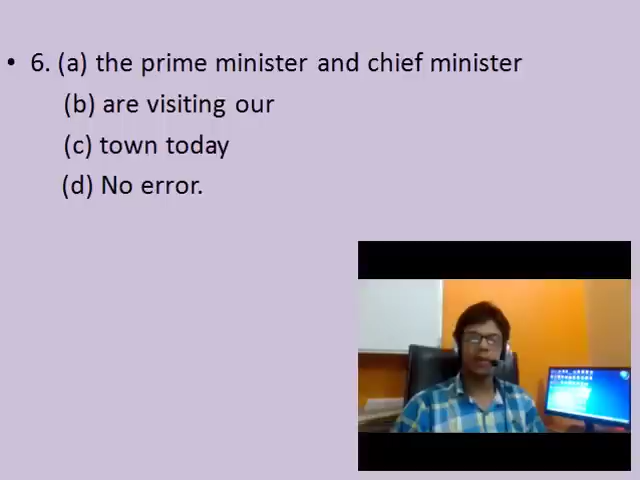 • 6. (a) the prime minister and chief minister
(b) are visiting our
(c) town today
(d) No error.